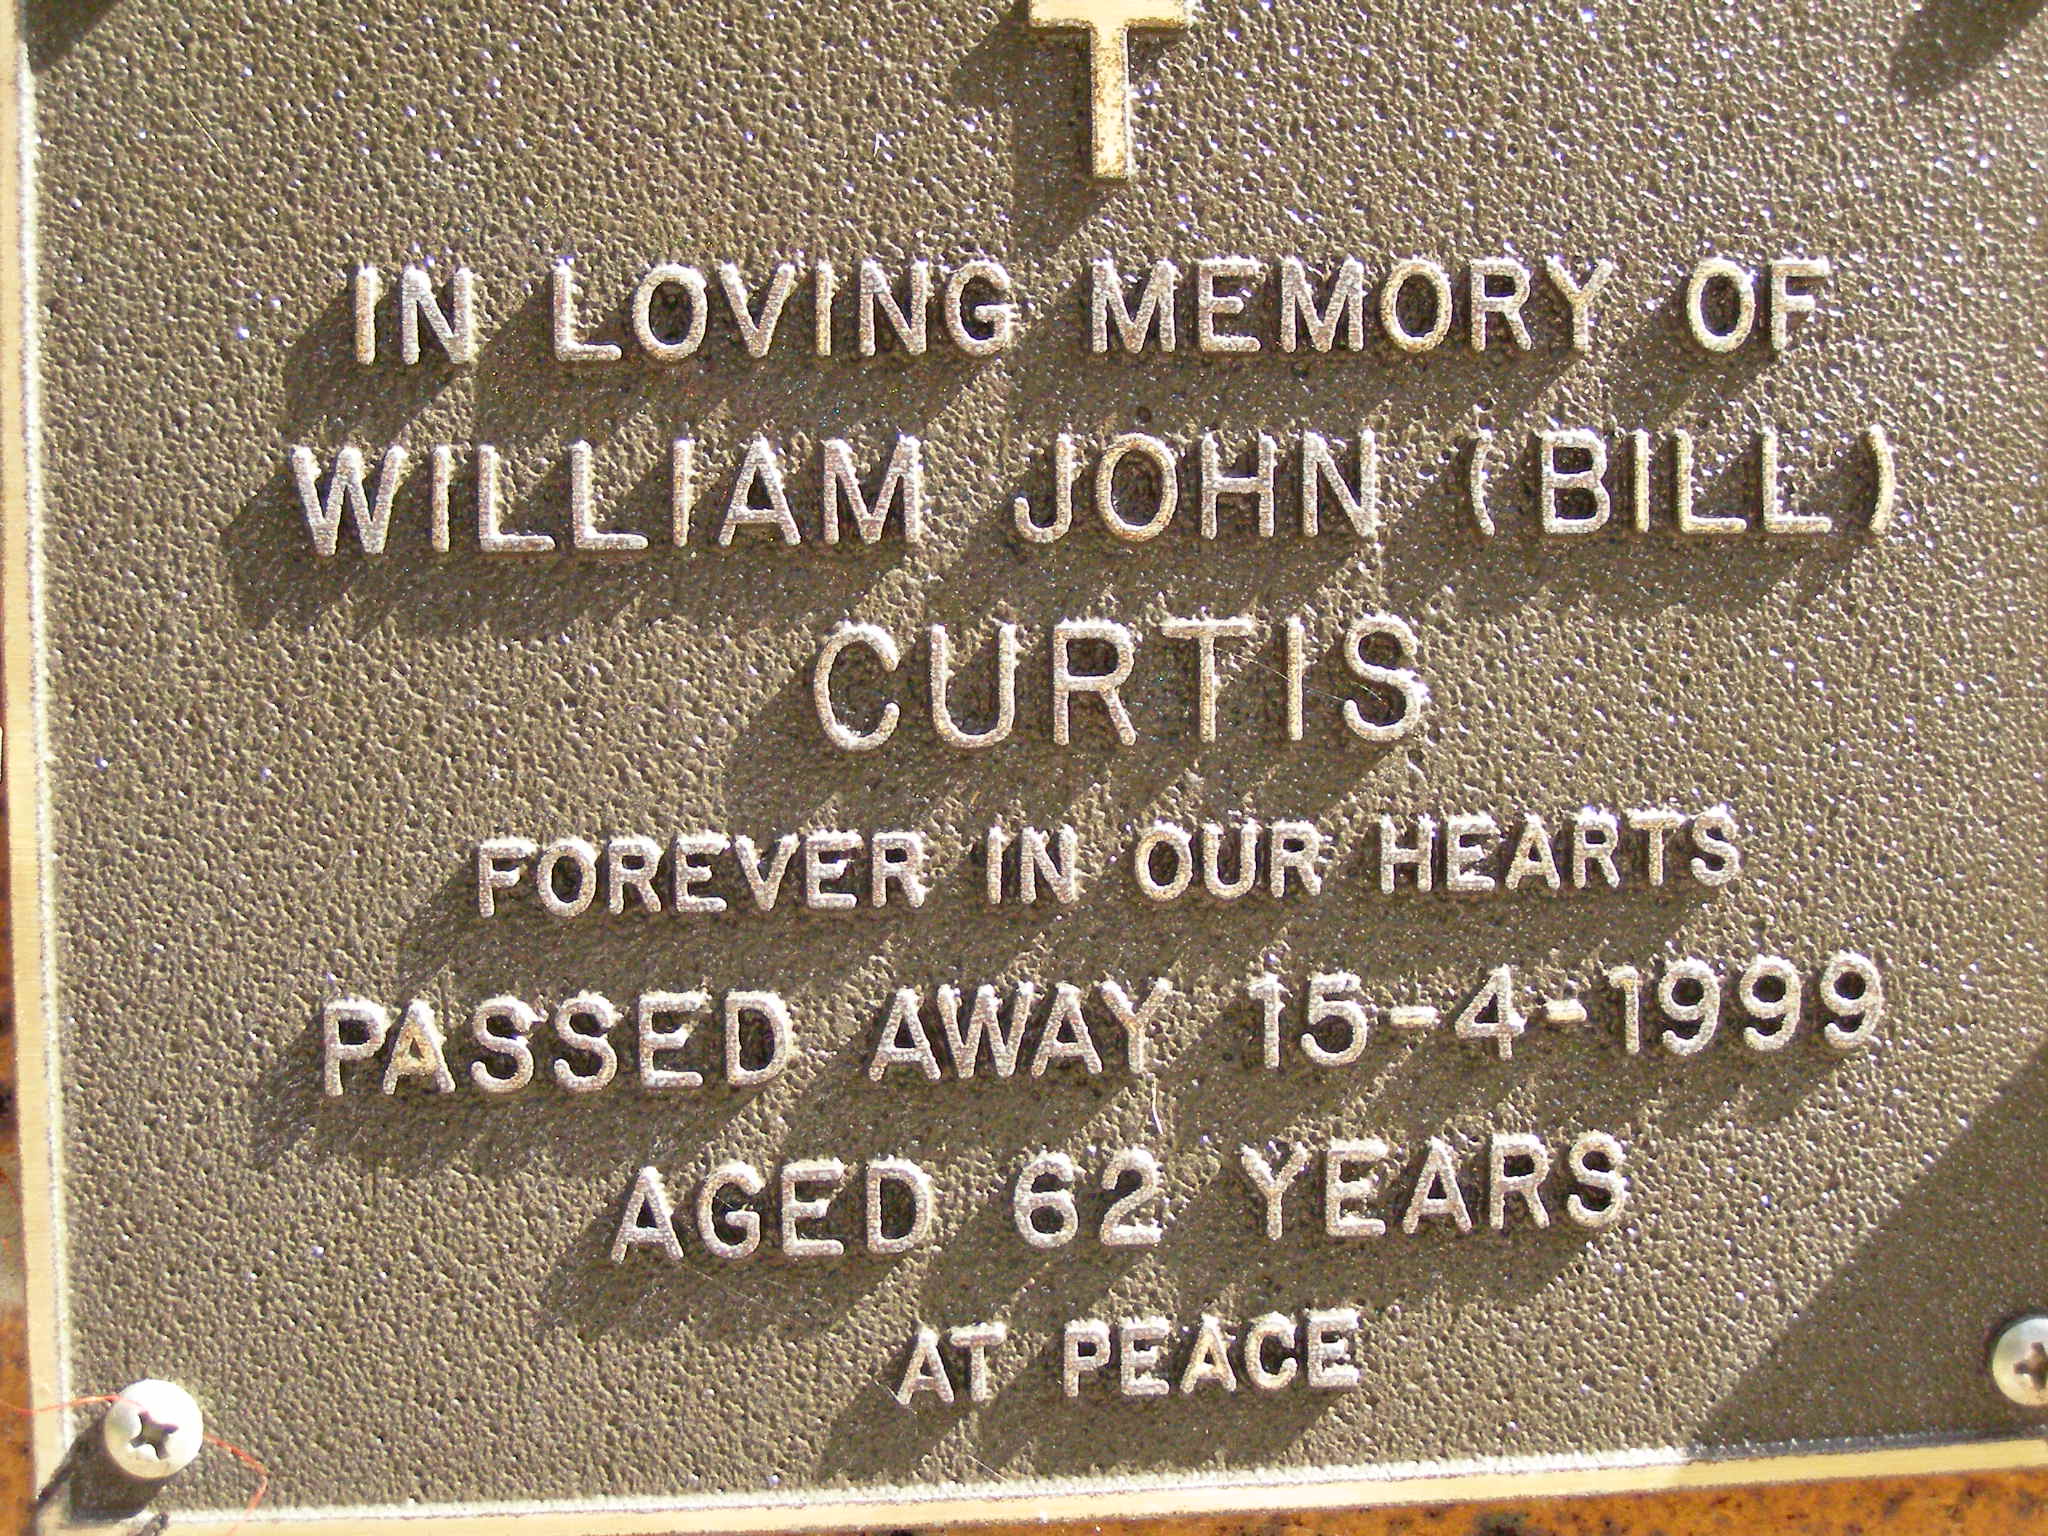 IN LOVING MEMORY OF
WILLIAM JOHN (BILL)
CURTIS
FOREVER IN OUR HEARTS
PASSED AWAY 15-4-1999
AGED 62 YEARS
AT PEACE